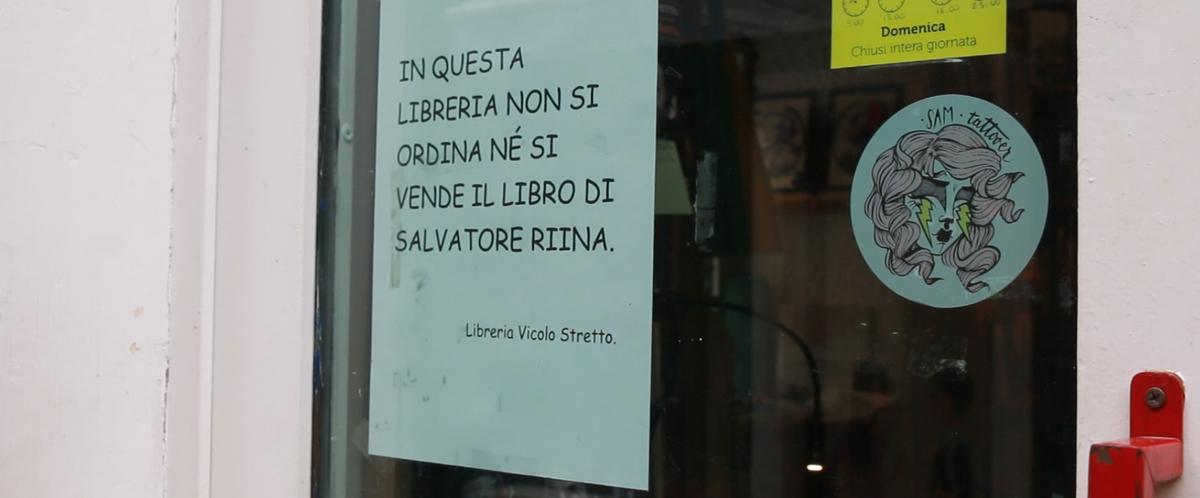 IN QUESTA
LIBRERIA NON SI
ORDINA NÉ SI
VENDE IL LIBRO DI
SALVATORE RIINA.
Libreria Vicolo Stretto.
Domenica
Chiusi intera giornata
·SAM· tattover